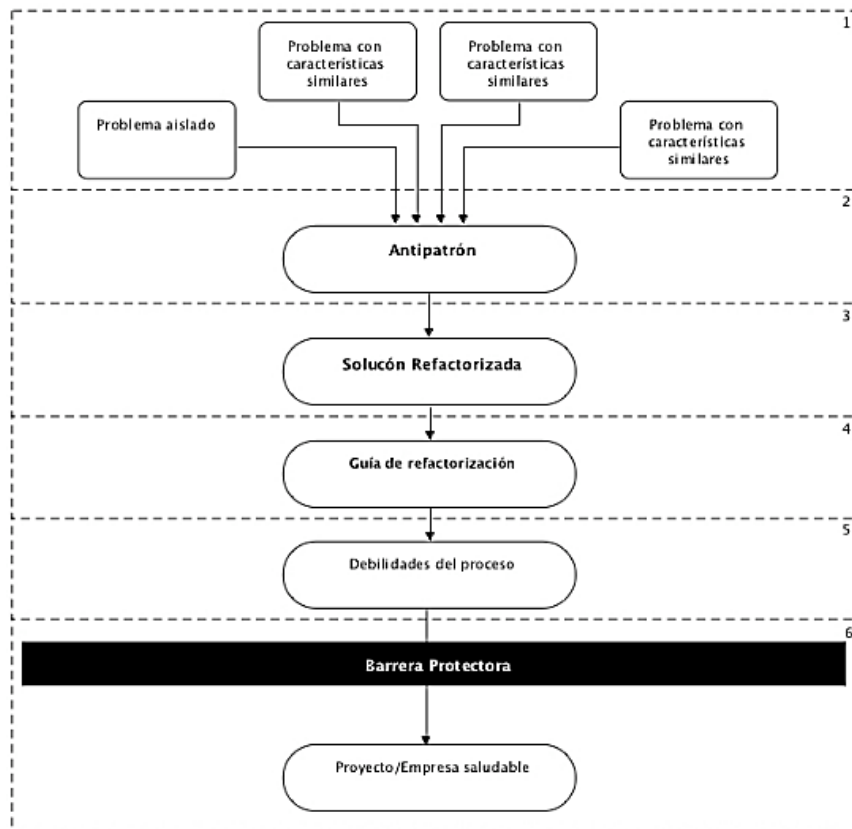 1
Problema con
características
similares
Problema con
características
similares
Problema aislado
Problema con
características
similares
2
Antipatrón
3
Solucón Refactorizada
4
Guía de refactorización
5
Debilidades del proceso
6
Barrera Protectora
Proyecto/Empresa saludable